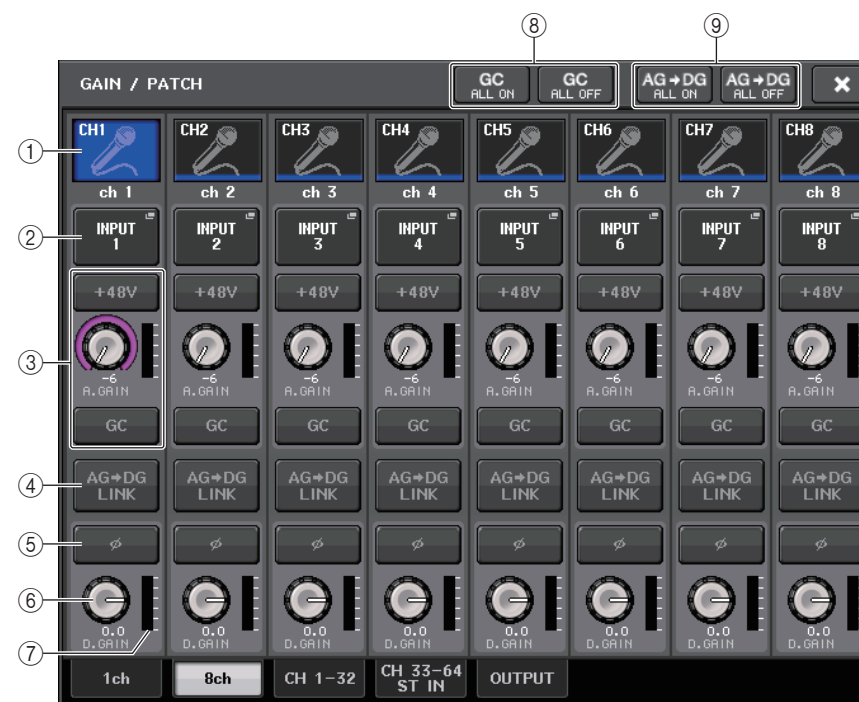 ⑧ ⑨
GAIN / PATCH
GC ALL ON
GC ALL OFF
AG➔DG ALL ON
AG➔DG ALL OFF
×
①
CH1 CH2 CH3 CH4 CH5 CH6 CH7 CH8
ch 1 ch 2 ch 3 ch 4 ch 5 ch 6 ch 7 ch 8
②
INPUT INPUT INPUT INPUT INPUT INPUT INPUT INPUT
1 2 3 4 5 6 7 8
+48V +48V +48V +48V +48V +48V +48V +48V
③
-6 -6 -6 -6 -6 -6 -6 -6
A.GAIN A.GAIN A.GAIN A.GAIN A.GAIN A.GAIN A.GAIN A.GAIN
GC GC GC GC GC GC GC GC
④
AG➔DG AG➔DG AG➔DG AG➔DG AG➔DG AG➔DG AG➔DG AG➔DG
LINK LINK LINK LINK LINK LINK LINK LINK
⑤
ø ø ø ø ø ø ø ø
⑥
0.0 0.0 0.0 0.0 0.0 0.0 0.0 0.0
⑦
D.GAIN D.GAIN D.GAIN D.GAIN D.GAIN D.GAIN D.GAIN D.GAIN
1ch
8ch
CH 1-32
CH 33-64
ST IN
OUTPUT